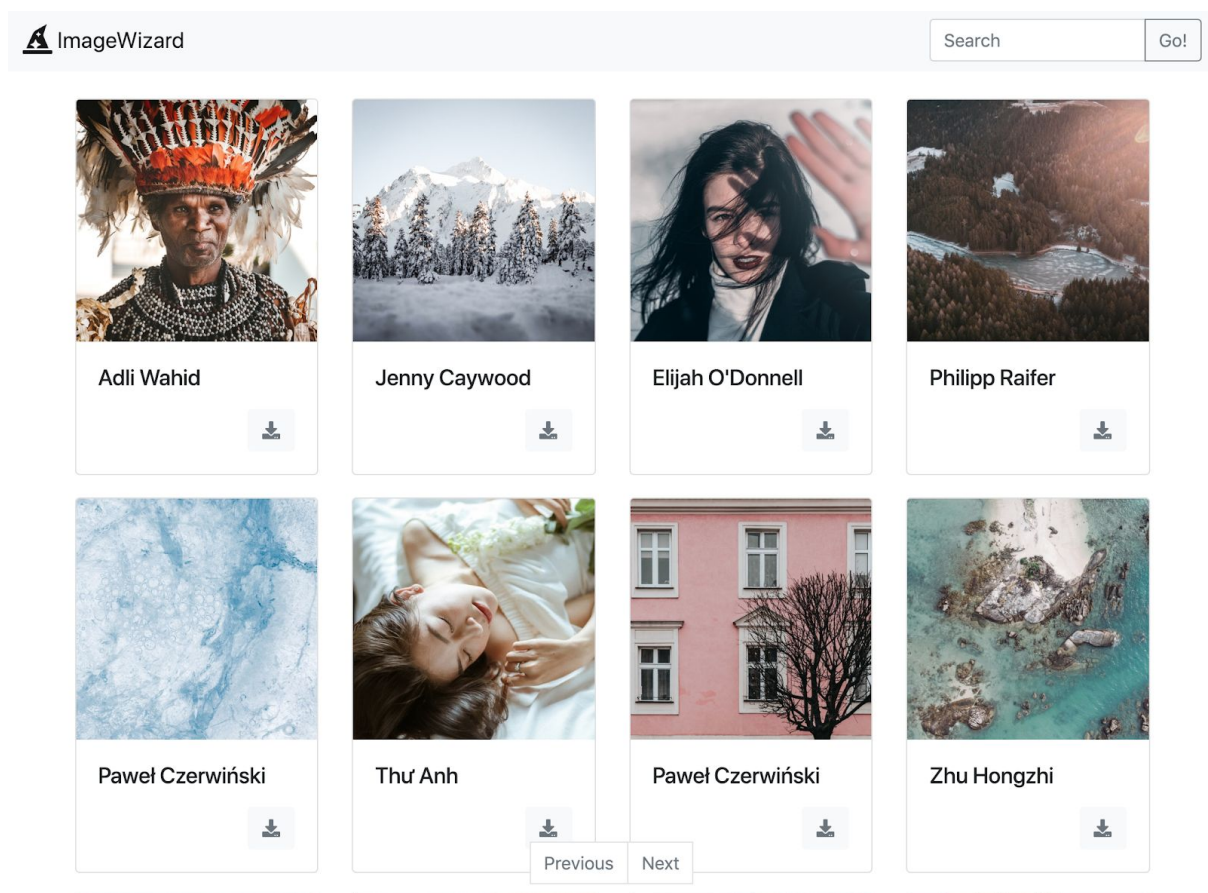 ImageWizard
Search
Go!
Adli Wahid
Jenny Caywood
Elijah O'Donnell
Philipp Raifer
Paweł Czerwiński
Thư Anh
Paweł Czerwiński
Zhu Hongzhi
Previous
Next